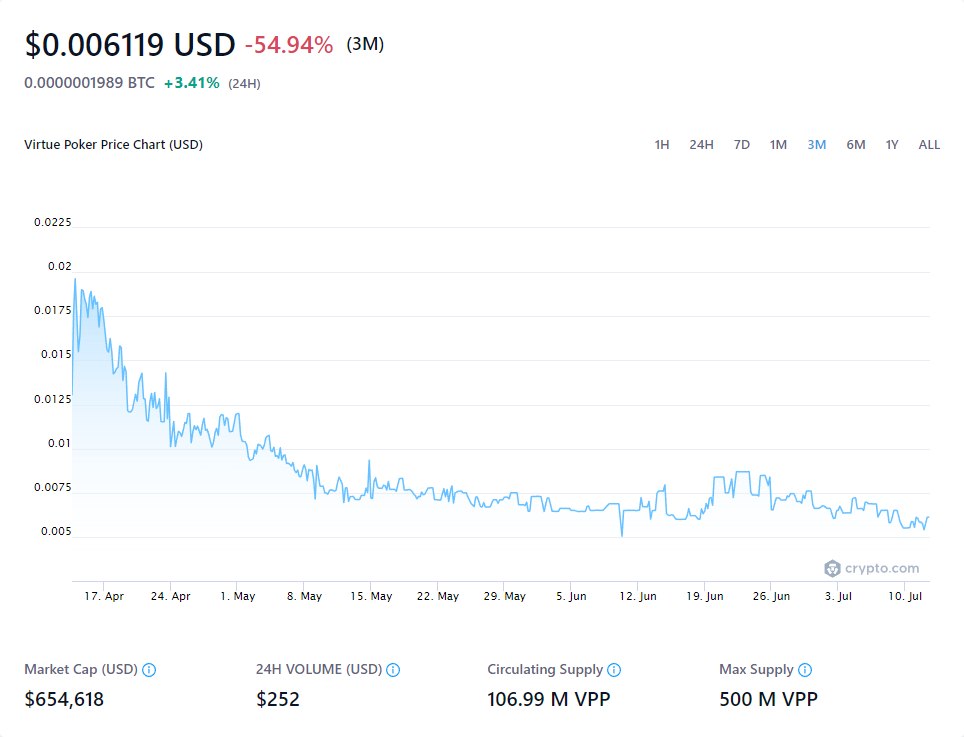 $0.006119 USD -54.94% (3M)
0.0000001989 BTC +3.41% (24H)
Virtue Poker Price Chart (USD) 1H 24H 7D 1M 3M 6M 1Y ALL
0.0225
0.02
0.0175
0.015
0.0125
0.01
0.0075
0.005
crypto.com
17. Apr 24. Apr 1. May 8. May 15. May 22. May 29. May 5. Jun 12. Jun 19. Jun 26. Jun 3. Jul 10. Jul
Market Cap (USD) 24H VOLUME (USD) Circulating Supply Max Supply
$654,618 $252 106.99 M VPP 500 M VPP